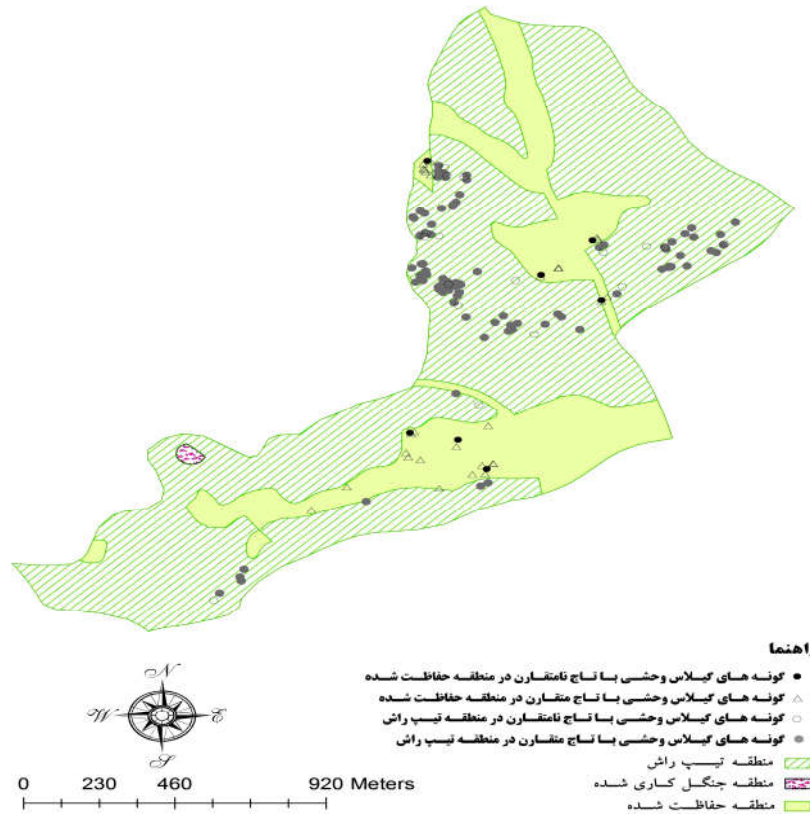 راهنما
گونه های گیلاس وحشی با تاج نامتقارن در منطقه حفاظت شده
گونه های گیلاس وحشی با تاج متقارن در منطقه حفاظت شده
گونه های گیلاس وحشی با تاج نامتقارن در منطقه تیپ راش
گونه های گیلاس وحشی با تاج متقارن در منطقه تیپ راش
منطقه تیپ راش
منطقه جنگل کاری شده
منطقه حفاظت شده
N
W E
S
0 230 460 920 Meters